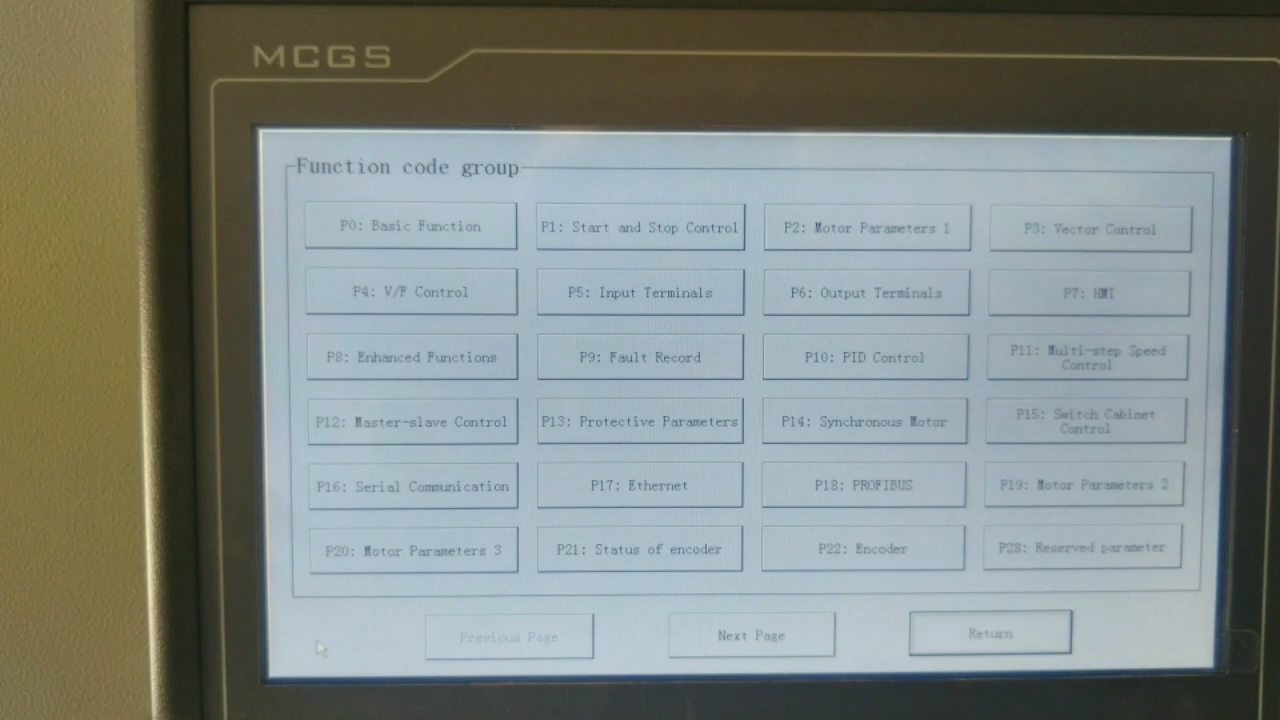 MCGS
Function code group
P0: Basic Function
P1: Start and Stop Control
P2: Motor Parameters 1
P3: Vector Control
P4: V/F Control
P5: Input Terminals
P6: Output Terminals
P7: HMI
P8: Enhanced Functions
P9: Fault Record
P10: PID Control
P11: Multi-step Speed
Control
P12: Master-slave Control
P13: Protective Parameters
P14: Synchronous Motor
P15: Switch Cabinet
Control
P16: Serial Communication
P17: Ethernet
P18: PROFIBUS
P19: Motor Parameters 2
P20: Motor Parameters 3
P21: Status of encoder
P22: Encoder
P28: Reserved parameter
Previous Page
Next Page
Return